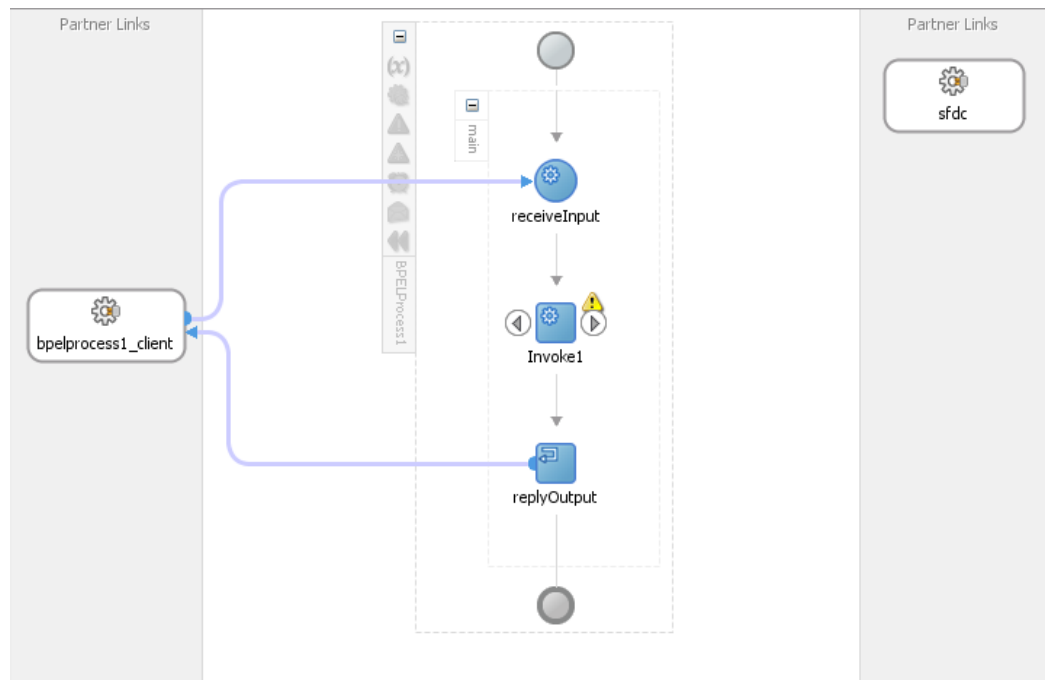 Partner Links
Partner Links
sfdc
(x)
main
receiveInput
BPELProcess1
bpelprocess1_client
Invoke1
replyOutput